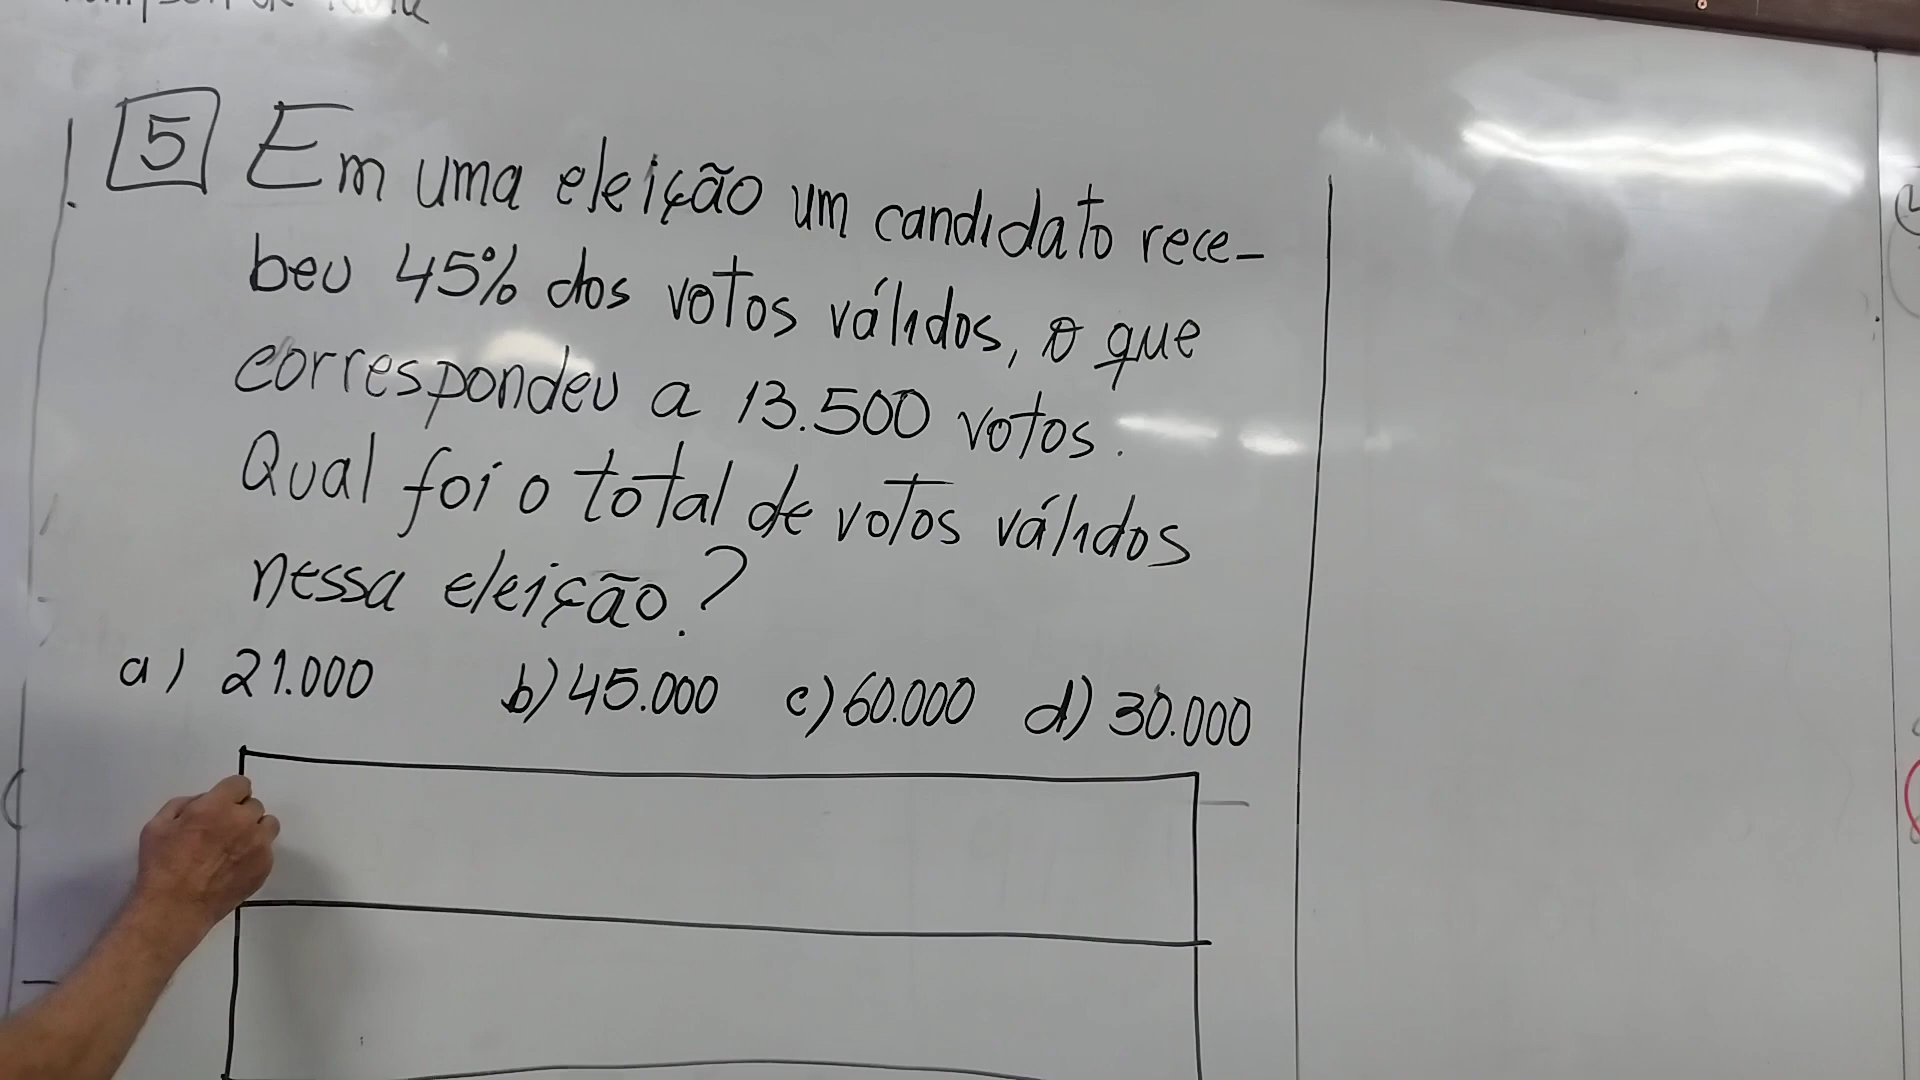 5 Em uma eleição um candidato rece-
beu 45% dos votos válidos, o que
correspondeu a 13.500 votos.
Qual foi o total de votos válidos
nessa eleição?
a) 21.000 b) 45.000 c) 60.000 d) 30.000